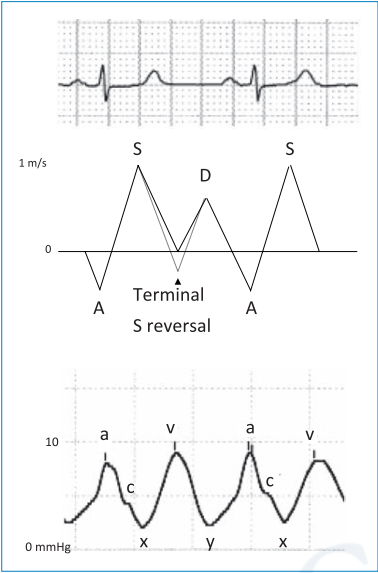 S S
1 m/s
D
0
A A
Terminal
S reversal
a v a v
10
c c
0 mmHg
x y x